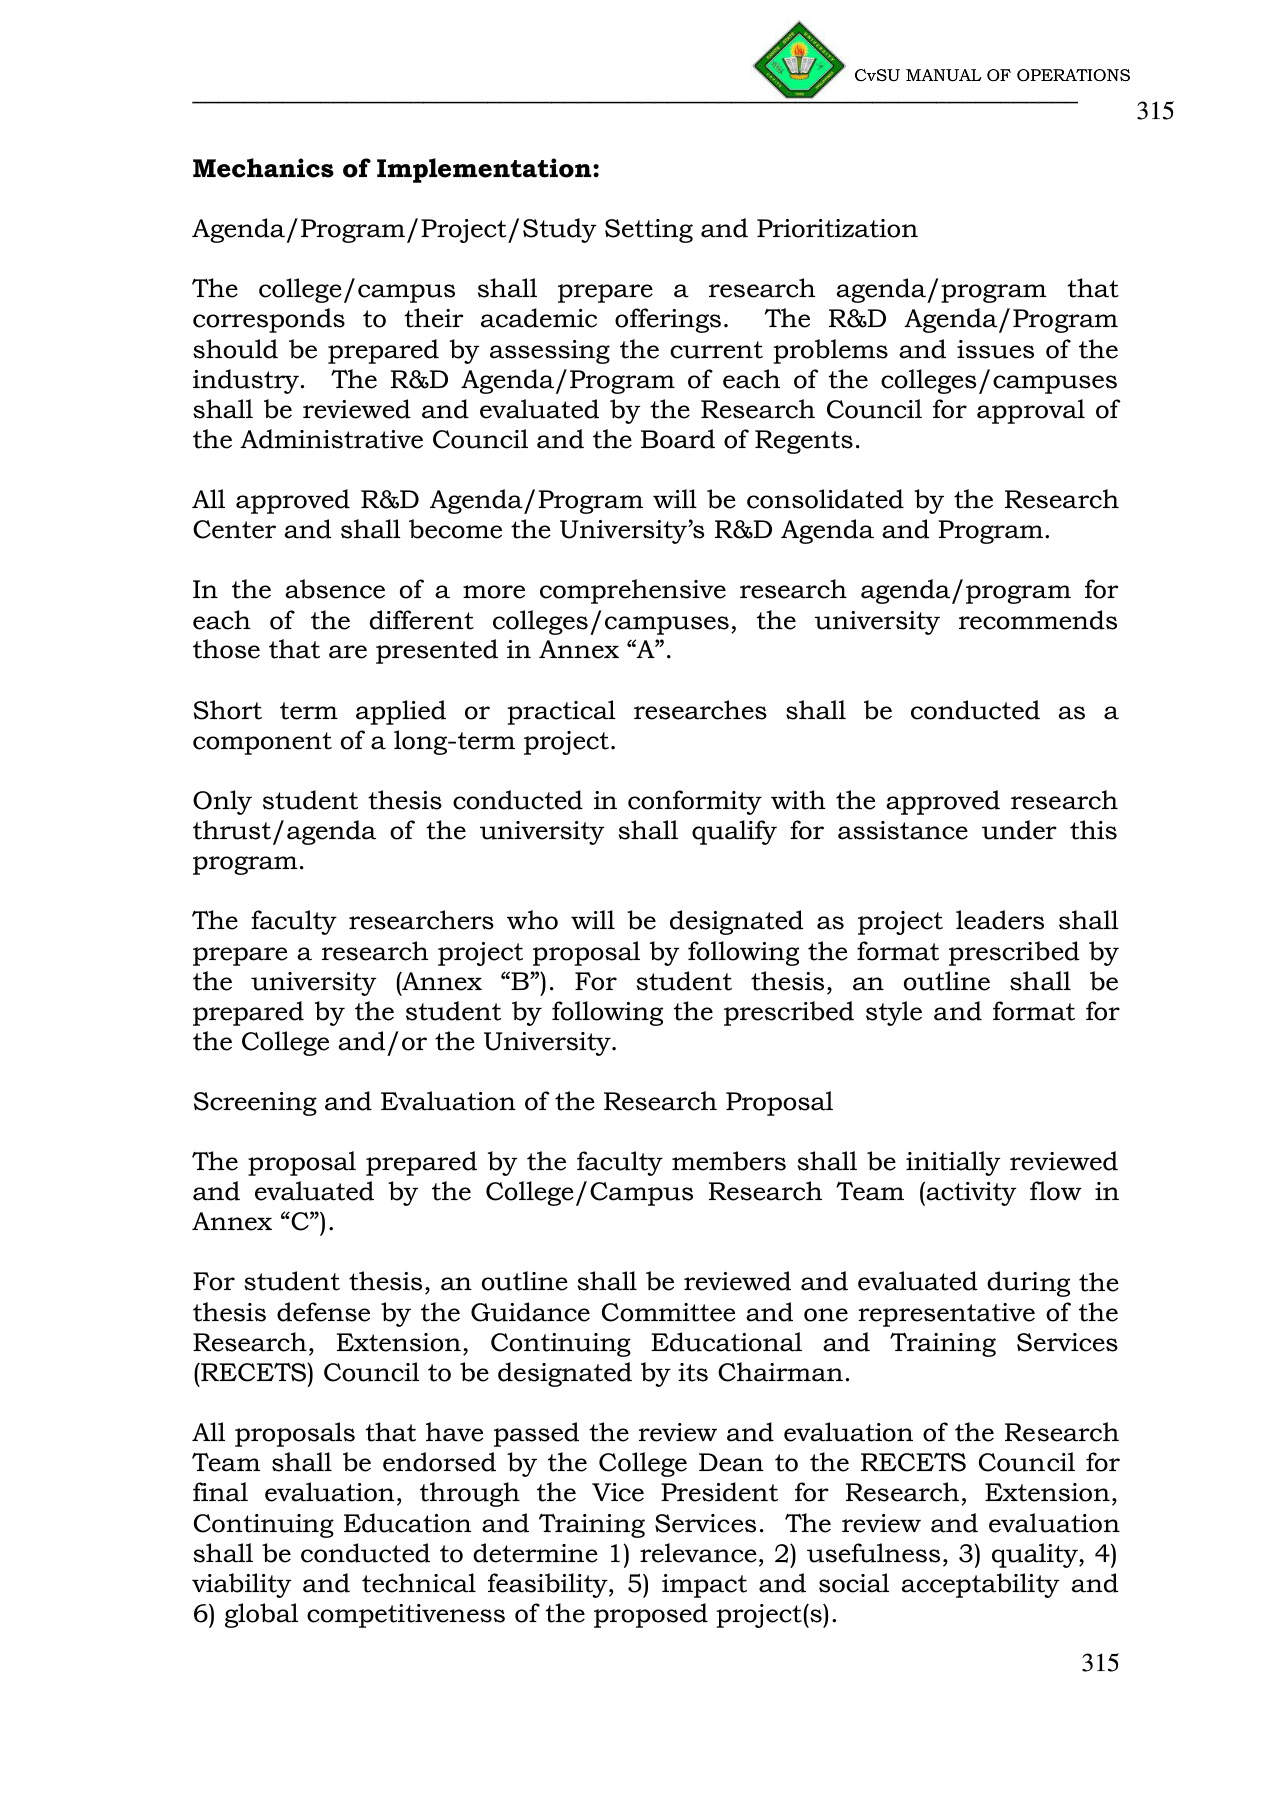 CvSU MANUAL OF OPERATIONS
315
Mechanics of Implementation:
Agenda/Program/Project/Study Setting and Prioritization
The college/campus shall prepare a research agenda/program that
corresponds to their academic offerings. The R&D Agenda/Program
should be prepared by assessing the current problems and issues of the
industry. The R&D Agenda/Program of each of the colleges/campuses
shall be reviewed and evaluated by the Research Council for approval of
the Administrative Council and the Board of Regents.
All approved R&D Agenda/Program will be consolidated by the Research
Center and shall become the University’s R&D Agenda and Program.
In the absence of a more comprehensive research agenda/program for
each of the different colleges/campuses, the university recommends
those that are presented in Annex “A”.
Short term applied or practical researches shall be conducted as a
component of a long-term project.
Only student thesis conducted in conformity with the approved research
thrust/agenda of the university shall qualify for assistance under this
program.
The faculty researchers who will be designated as project leaders shall
prepare a research project proposal by following the format prescribed by
the university (Annex “B”). For student thesis, an outline shall be
prepared by the student by following the prescribed style and format for
the College and/or the University.
Screening and Evaluation of the Research Proposal
The proposal prepared by the faculty members shall be initially reviewed
and evaluated by the College/Campus Research Team (activity flow in
Annex “C”).
For student thesis, an outline shall be reviewed and evaluated during the
thesis defense by the Guidance Committee and one representative of the
Research, Extension, Continuing Educational and Training Services
(RECETS) Council to be designated by its Chairman.
All proposals that have passed the review and evaluation of the Research
Team shall be endorsed by the College Dean to the RECETS Council for
final evaluation, through the Vice President for Research, Extension,
Continuing Education and Training Services. The review and evaluation
shall be conducted to determine 1) relevance, 2) usefulness, 3) quality, 4)
viability and technical feasibility, 5) impact and social acceptability and
6) global competitiveness of the proposed project(s).
315